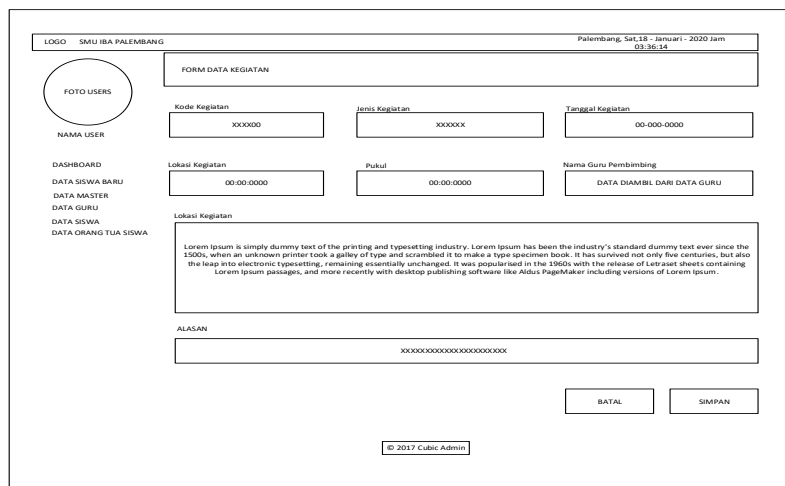 LOGO SMU IBA PALEMBANG
Palembang, Sat,18 - Januari - 2020 Jam
03:36:14
FOTO USERS
NAMA USER
DASHBOARD
DATA SISWA BARU
DATA MASTER
DATA GURU
DATA SISWA
DATA ORANG TUA SISWA
FORM DATA KEGIATAN
Kode Kegiatan
XXXX00
Jenis Kegiatan
XXXXXX
Tanggal Kegiatan
00-000-0000
Lokasi Kegiatan
00:00:0000
Pukul
00:00:0000
Nama Guru Pembimbing
DATA DIAMBIL DARI DATA GURU
Lokasi Kegiatan
Lorem Ipsum is simply dummy text of the printing and typesetting industry. Lorem Ipsum has been the industry's standard dummy text ever since the
1500s, when an unknown printer took a galley of type and scrambled it to make a type specimen book. It has survived not only five centuries, but also
the leap into electronic typesetting, remaining essentially unchanged. It was popularised in the 1960s with the release of Letraset sheets containing
Lorem Ipsum passages, and more recently with desktop publishing software like Aldus PageMaker including versions of Lorem Ipsum.
ALASAN
XXXXXXXXXXXXXXXXXXXXXX
BATAL
SIMPAN
© 2017 Cubic Admin